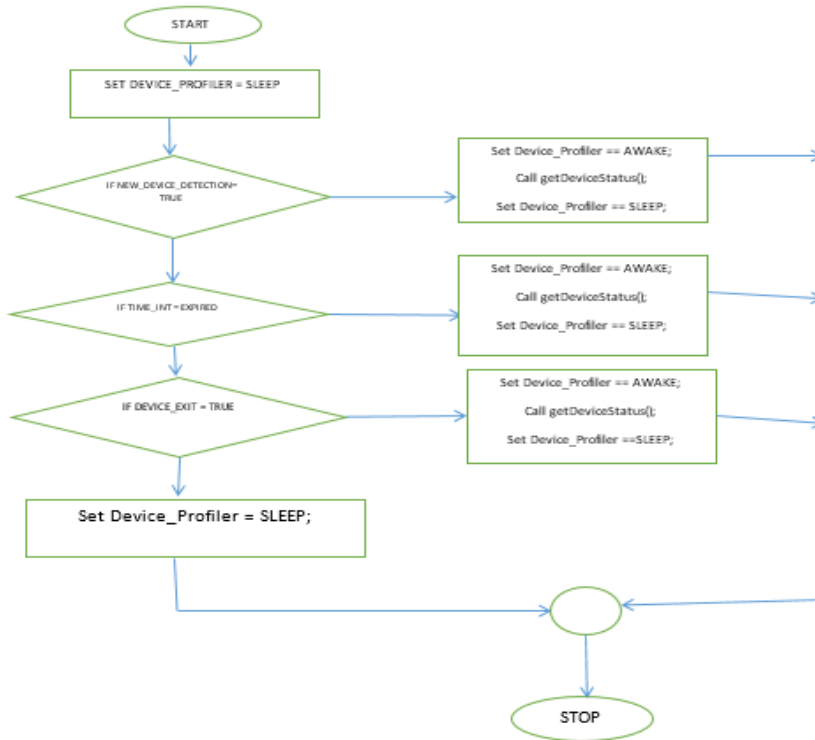 START
SET DEVICE_PROFILER = SLEEP
IF NEW_DEVICE_DETECTION=
TRUE
Set Device_Profiler == AWAKE;
Call getDeviceStatus();
Set Device_Profiler == SLEEP;
IF TIME_INT = EXPIRED
Set Device_Profiler == AWAKE;
Call getDeviceStatus();
Set Device_Profiler == SLEEP;
IF DEVICE_EXIT = TRUE
Set Device_Profiler == AWAKE;
Call getDeviceStatus();
Set Device_Profiler ==SLEEP;
Set Device_Profiler = SLEEP;
STOP